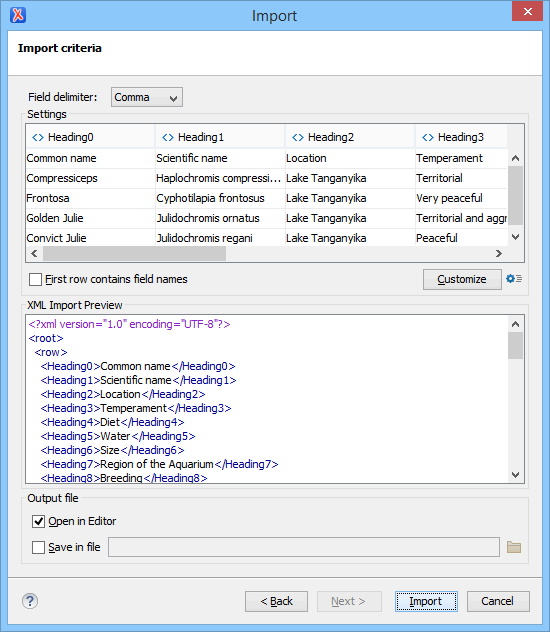 Import
Import criteria
Field delimiter: Comma
Settings
<> Heading0 <> Heading1 <> Heading2 <> Heading3
Common name Scientific name Location Temperament
Compressiceps Haplochromis compressi... Lake Tanganyika Territorial
Frontosa Cyphotilapia frontosus Lake Tanganyika Very peaceful
Golden Julie Julidochromis ornatus Lake Tanganyika Territorial and aggr
Convict Julie Julidochromis regani Lake Tanganyika Peaceful
First row contains field names Customize
XML Import Preview
<?xml version="1.0" encoding="UTF-8"?>
<root>
<row>
<Heading0>Common name</Heading0>
<Heading1>Scientific name</Heading1>
<Heading2>Location</Heading2>
<Heading3>Temperament</Heading3>
<Heading4>Diet</Heading4>
<Heading5>Water</Heading5>
<Heading6>Size</Heading6>
<Heading7>Region of the Aquarium</Heading7>
<Heading8>Breeding</Heading8>
Output file
Open in Editor
Save in file
? < Back Next > Import Cancel